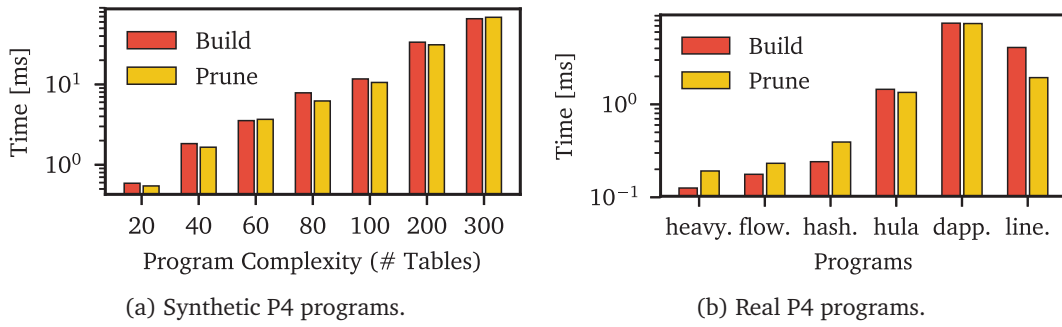 Time [ms]
10^1
10^0
Build
Prune
20 40 60 80 100 200 300
Program Complexity (# Tables)
(a) Synthetic P4 programs.
Time [ms]
10^0
10^−1
Build
Prune
heavy. flow. hash. hula dapp. line.
Programs
(b) Real P4 programs.